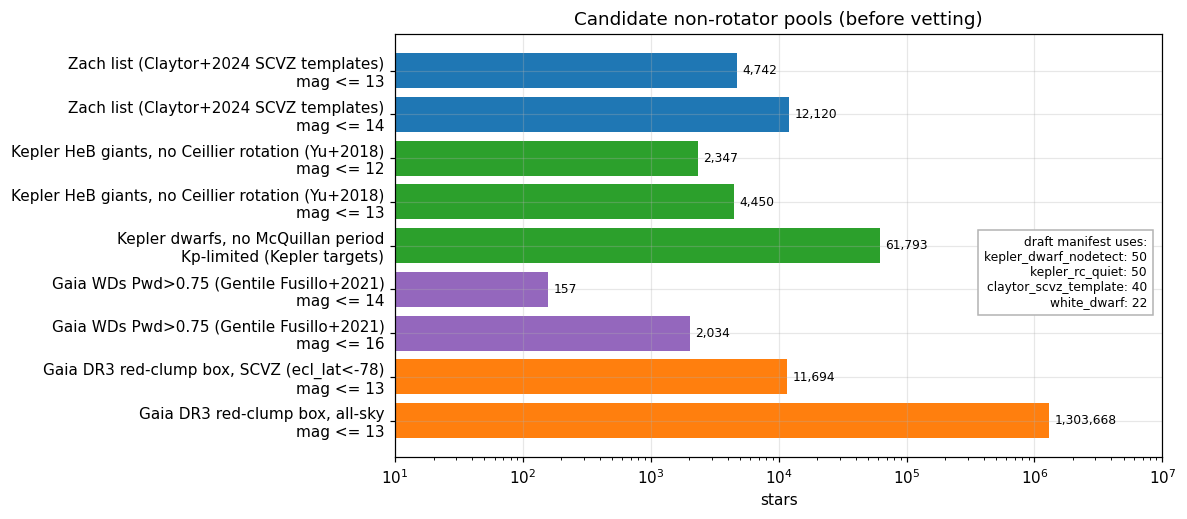 Candidate non-rotator pools (before vetting)
Zach list (Claytor+2024 SCVZ templates)
mag <= 13
4,742
Zach list (Claytor+2024 SCVZ templates)
mag <= 14
12,120
Kepler HeB giants, no Ceillier rotation (Yu+2018)
mag <= 12
2,347
Kepler HeB giants, no Ceillier rotation (Yu+2018)
mag <= 13
4,450
Kepler dwarfs, no McQuillan period
Kp-limited (Kepler targets)
61,793
draft manifest uses:
kepler_dwarf_nodetect: 50
kepler_rc_quiet: 50
claytor_scvz_template: 40
white_dwarf: 22
Gaia WDs Pwd>0.75 (Gentile Fusillo+2021)
mag <= 14
157
Gaia WDs Pwd>0.75 (Gentile Fusillo+2021)
mag <= 16
2,034
Gaia DR3 red-clump box, SCVZ (ecl_lat<-78)
mag <= 13
11,694
Gaia DR3 red-clump box, all-sky
mag <= 13
1,303,668
10^1 10^2 10^3 10^4 10^5 10^6 10^7
stars